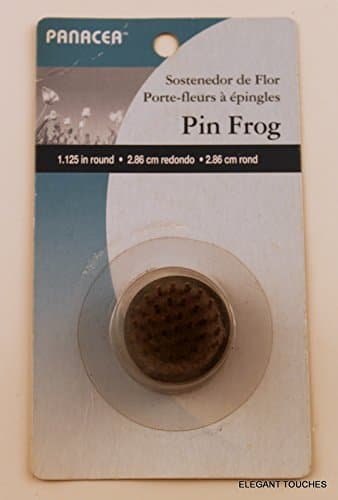 PANACEA™
Sostenedor de Flor
Porte-fleurs à épingles
Pin Frog
1.125 in round • 2.86 cm redondo • 2.86 cm rond
ELEGANT TOUCHES